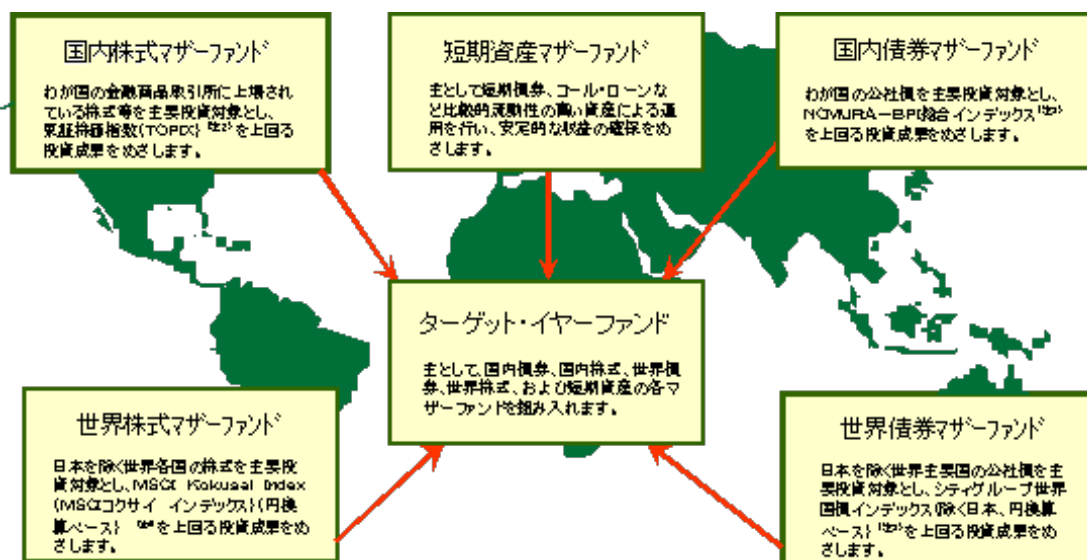 国内株式マザーファンド
わが国の金融商品取引所に上場され
ている株式等を主要投資対象とし、
東証株価指数(TOPIX)を上回る
投資成果をめざします。
短期資産マザーファンド
主として短期債券、コール・ローンな
ど比較的流動性の高い資産による運
用を行い、安定的な収益の確保をめ
ざします。
国内債券マザーファンド
わが国の公社債を主要投資対象とし、
NOMURA-BPI総合インデックス
を上回る投資成果をめざします。
ターゲット・イヤーファンド
主として、国内債券、国内株式、世界債
券、世界株式、および短期資産の各マ
ザーファンドを組み入れます。
世界株式マザーファンド
日本を除く世界各国の株式を主要投
資対象とし、MSCI Kokusai Index
(MSCIコクサイ インデックス)(円換
算ベース)を上回る投資成果をめ
ざします。
世界債券マザーファンド
日本を除く世界主要国の公社債を主
要投資対象とし、シティグループ世界
国債インデックス(除く日本、円換算
ベース)を上回る投資成果をめ
ざします。